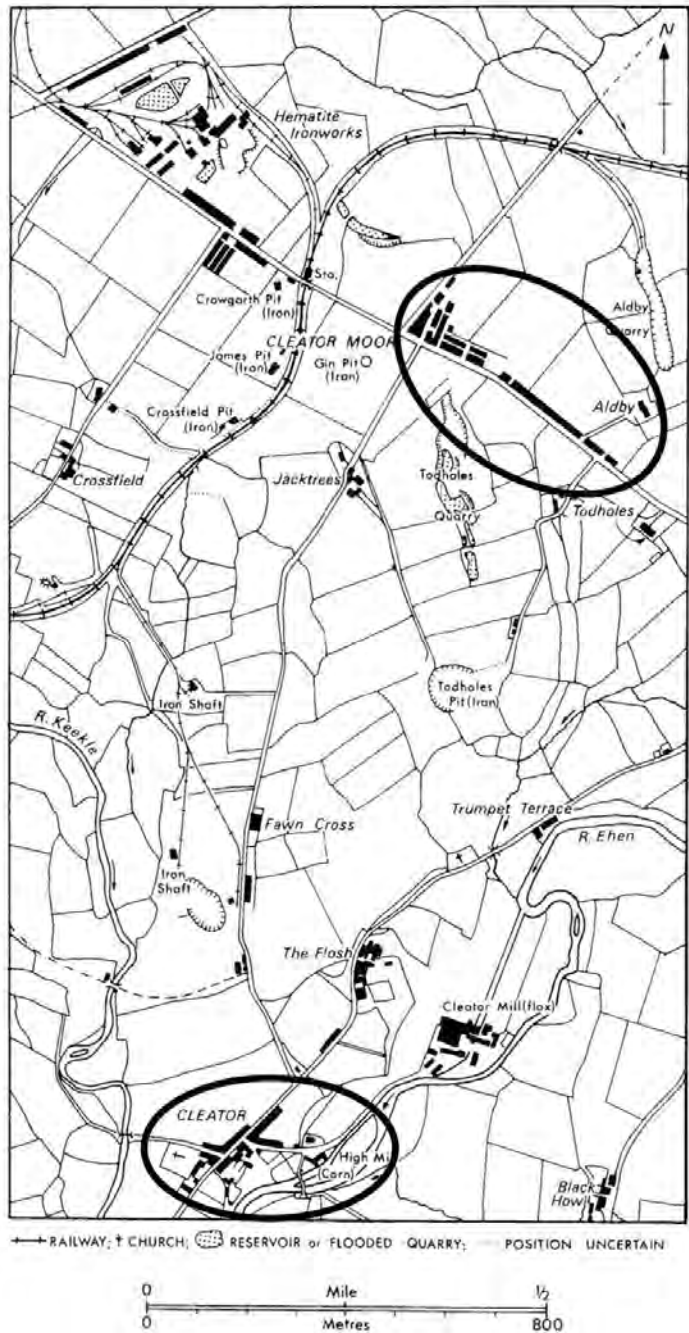 N
Hematite
Ironworks
Sta.
Crowgarth Pit
(Iron)
CLEATOR MOOR
James Pit
(Iron)
Gin Pit
(Iron)
Aldby
Quarry
Aldby
Crossfield Pit
(Iron)
Crossfield
Jacktrees
Todholes
Quarry
Todholes
Iron Shaft
Todholes
Pit (Iron)
R. Keekle
Trumpet Terrace
Fawn Cross
R. Ehen
Iron
Shaft
The Flosh
Cleator Mill (flax)
CLEATOR
High Mi
(Corn)
Black
How
RAILWAY; CHURCH; RESERVOIR or FLOODED QUARRY; POSITION UNCERTAIN
0 Mile 1/2
0 Metres 800